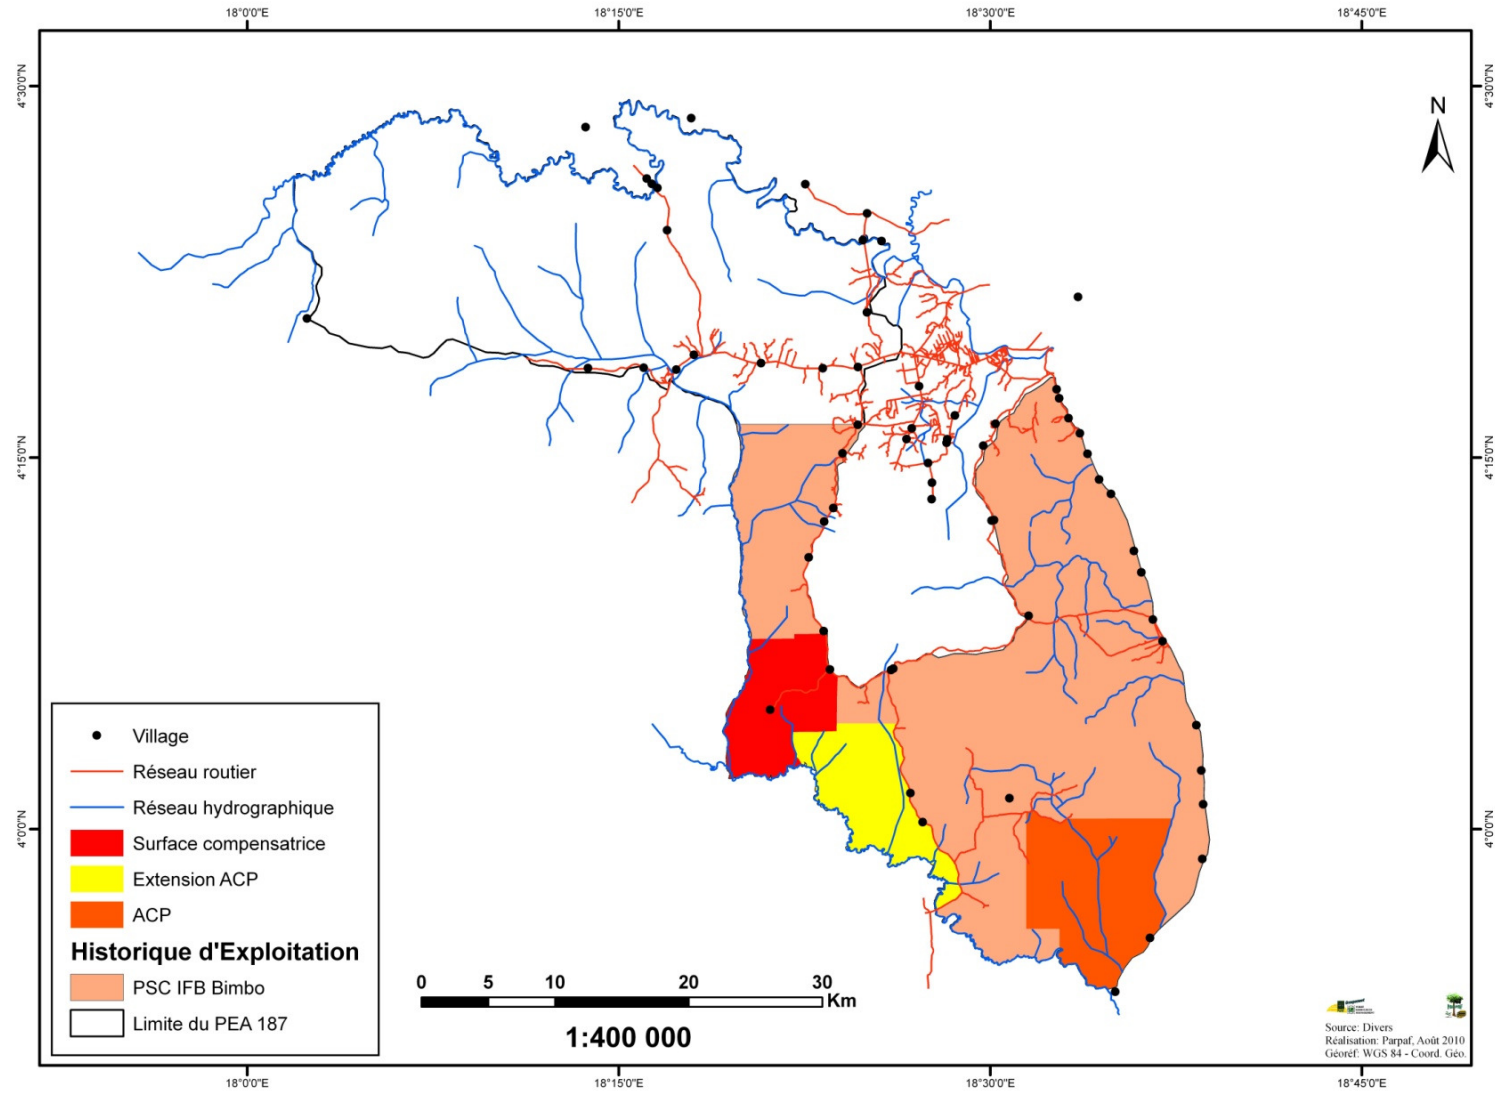 18°0'0"E
18°15'0"E
18°30'0"E
18°45'0"E
4°30'0"N
4°30'0"N
N
4°15'0"N
4°15'0"N
4°0'0"N
4°0'0"N
Village
Réseau routier
Réseau hydrographique
Surface compensatrice
Extension ACP
ACP
Historique d'Exploitation
PSC IFB Bimbo
Limite du PEA 187
0 5 10 20 30
Km
1:400 000
Source: Divers
Réalisation: Parpaf, Août 2010
Géoréf: WGS 84 - Coord. Géo.
18°0'0"E
18°15'0"E
18°30'0"E
18°45'0"E